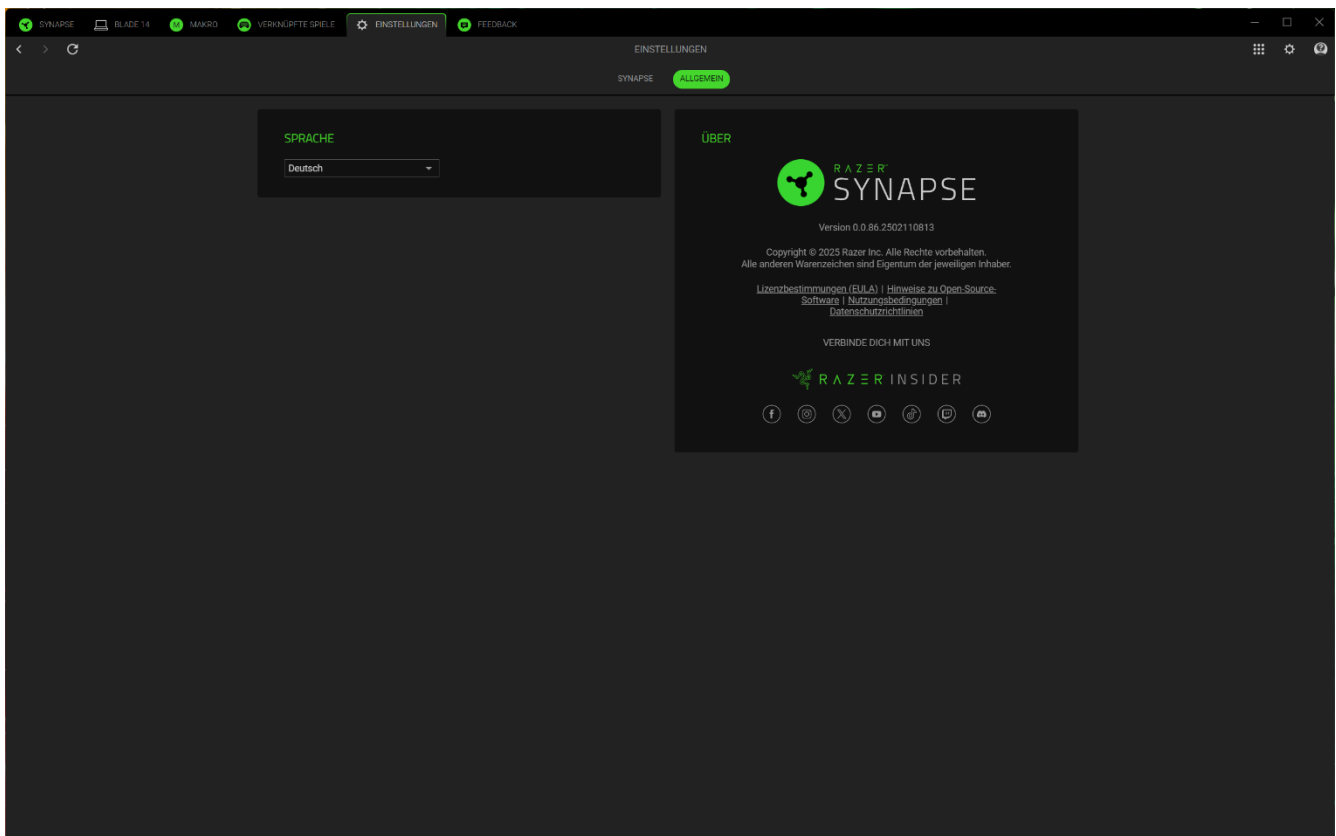 SYNAPSE BLADE 14 M MAKRO VERKNÜPFTE SPIELE EINSTELLUNGEN FEEDBACK
EINSTELLUNGEN
SYNAPSE ALLGEMEIN
SPRACHE
Deutsch
ÜBER
RAZER™
SYNAPSE
Version 0.0.86.2502110813
Copyright © 2025 Razer Inc. Alle Rechte vorbehalten.
Alle anderen Warenzeichen sind Eigentum der jeweiligen Inhaber.
Lizenzbestimmungen (EULA) | Hinweise zu Open-Source-
Software | Nutzungsbedingungen |
Datenschutzrichtlinien
VERBINDE DICH MIT UNS
RAZER INSIDER